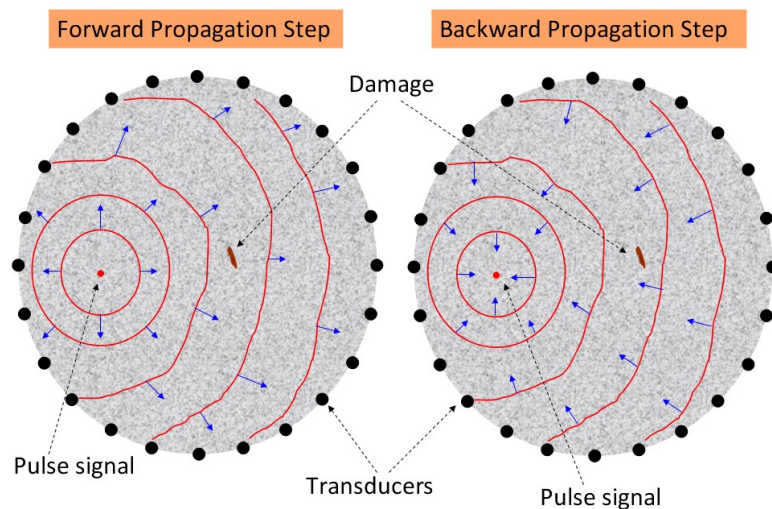 Forward Propagation Step
Backward Propagation Step
Damage
Pulse signal
Transducers
Pulse signal